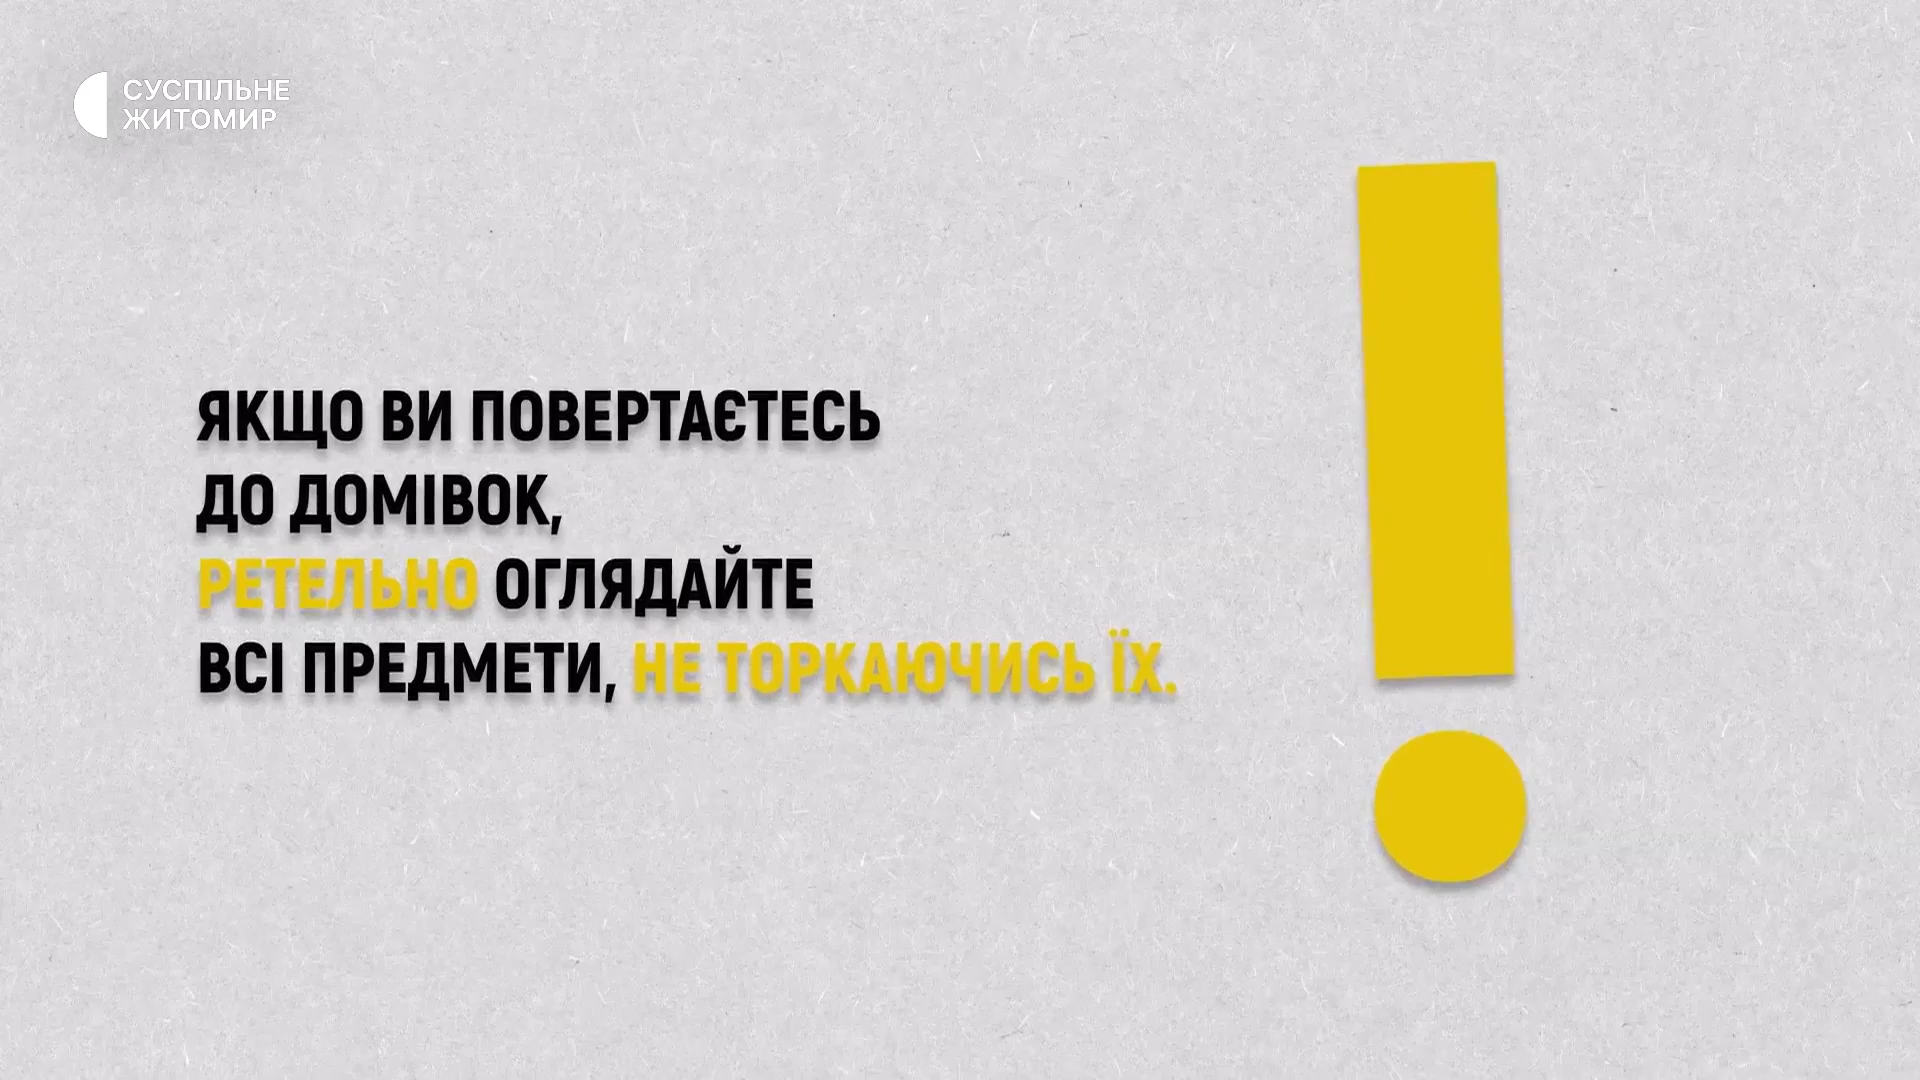 СУСПІЛЬНЕ
ЖИТОМИР
ЯКЩО ВИ ПОВЕРТАЄТЕСЬ
ДО ДОМІВОК,
РЕТЕЛЬНО ОГЛЯДАЙТЕ
ВСІ ПРЕДМЕТИ, НЕ ТОРКАЮЧИСЬ ЇХ.
!